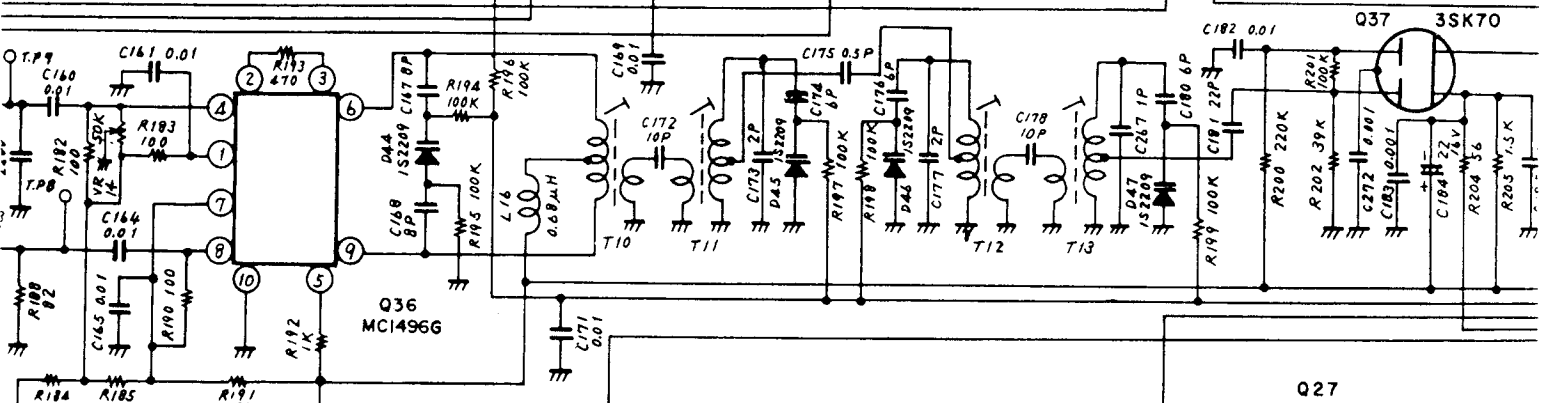 T.P9
C160
0.01
C161 0.01
R193
470
2
3
4
1
7
8
10
5
6
9
R182
100
50K
VR
14
R183
100
T.P8
C164
0.01
R188
82
C165 0.01
R190 100
R192
1K
R184
R185
R191
Q36
MC1496G
C167 8P
D44
1S2209
C168
8P
R194
100K
R195 100K
R196
100K
L16
0.68μH
C169
0.01
C171
0.01
C172
10P
T10
T11
C173 2P
C174
6P
D45
1S2209
C175 0.5P
R197 100K
R198 100K
C176
6P
1S2209
D46
C177 2P
C178
10P
T12
T13
C267 1P
D47
1S2209
C180 6P
C181 22P
R199 100K
C182 0.01
R200 220K
R201
100K
R202 39K
Q37 3SK70
C272 0.001
C183 0.001
C184 22
16V
+
-
R204 56
R205 1.5K
Q27